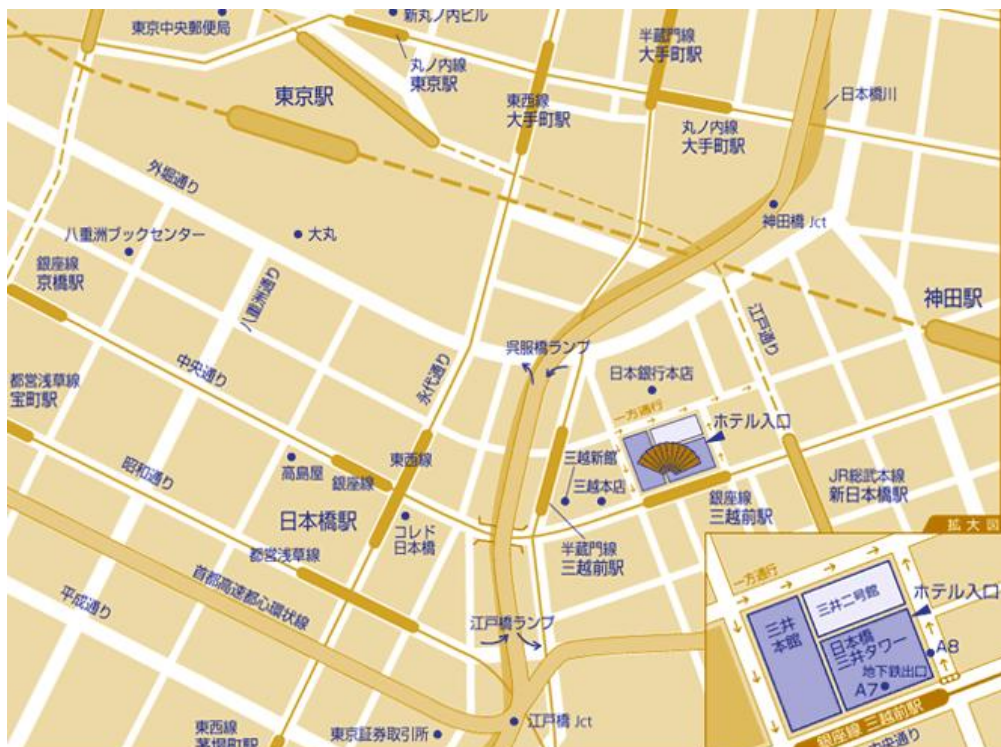 新丸ノ内ビル
東京中央郵便局
丸ノ内線
東京駅
半蔵門線
大手町駅
東京駅
東西線
大手町駅
丸ノ内線
大手町駅
日本橋川
外堀通り
神田橋 Jct
八重洲ブックセンター
大丸
銀座線
京橋駅
八重洲通り
神田駅
江戸通り
呉服橋ランプ
中央通り
永代通り
日本銀行本店
都営浅草線
宝町駅
一方通行
ホテル入口
昭和通り
高島屋
銀座線
東西線
三越新館
三越本店
JR総武本線
新日本橋駅
銀座線
三越前駅
日本橋駅
コレド
日本橋
半蔵門線
三越前駅
都営浅草線
首都高速都心環状線
平成通り
江戸橋ランプ
江戸橋 Jct
東西線
茅場町駅
東京証券取引所
拡大図
一方通行
三井二号館
ホテル入口
三井
本館
日本橋
三井タワー
地下鉄出口
A8
A7
銀座線 三越前駅
中央通り